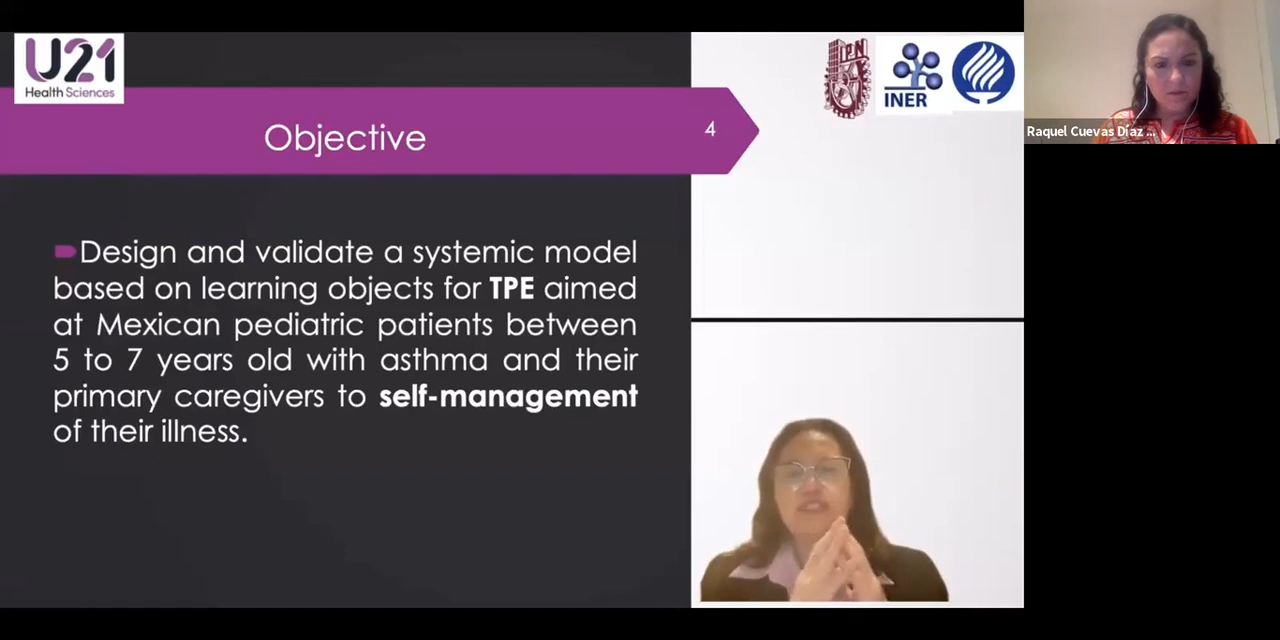 U21
Health Sciences
IPN
INER
Objective
4
Raquel Cuevas Díaz ...
Design and validate a systemic model
based on learning objects for TPE aimed
at Mexican pediatric patients between
5 to 7 years old with asthma and their
primary caregivers to self-management
of their illness.